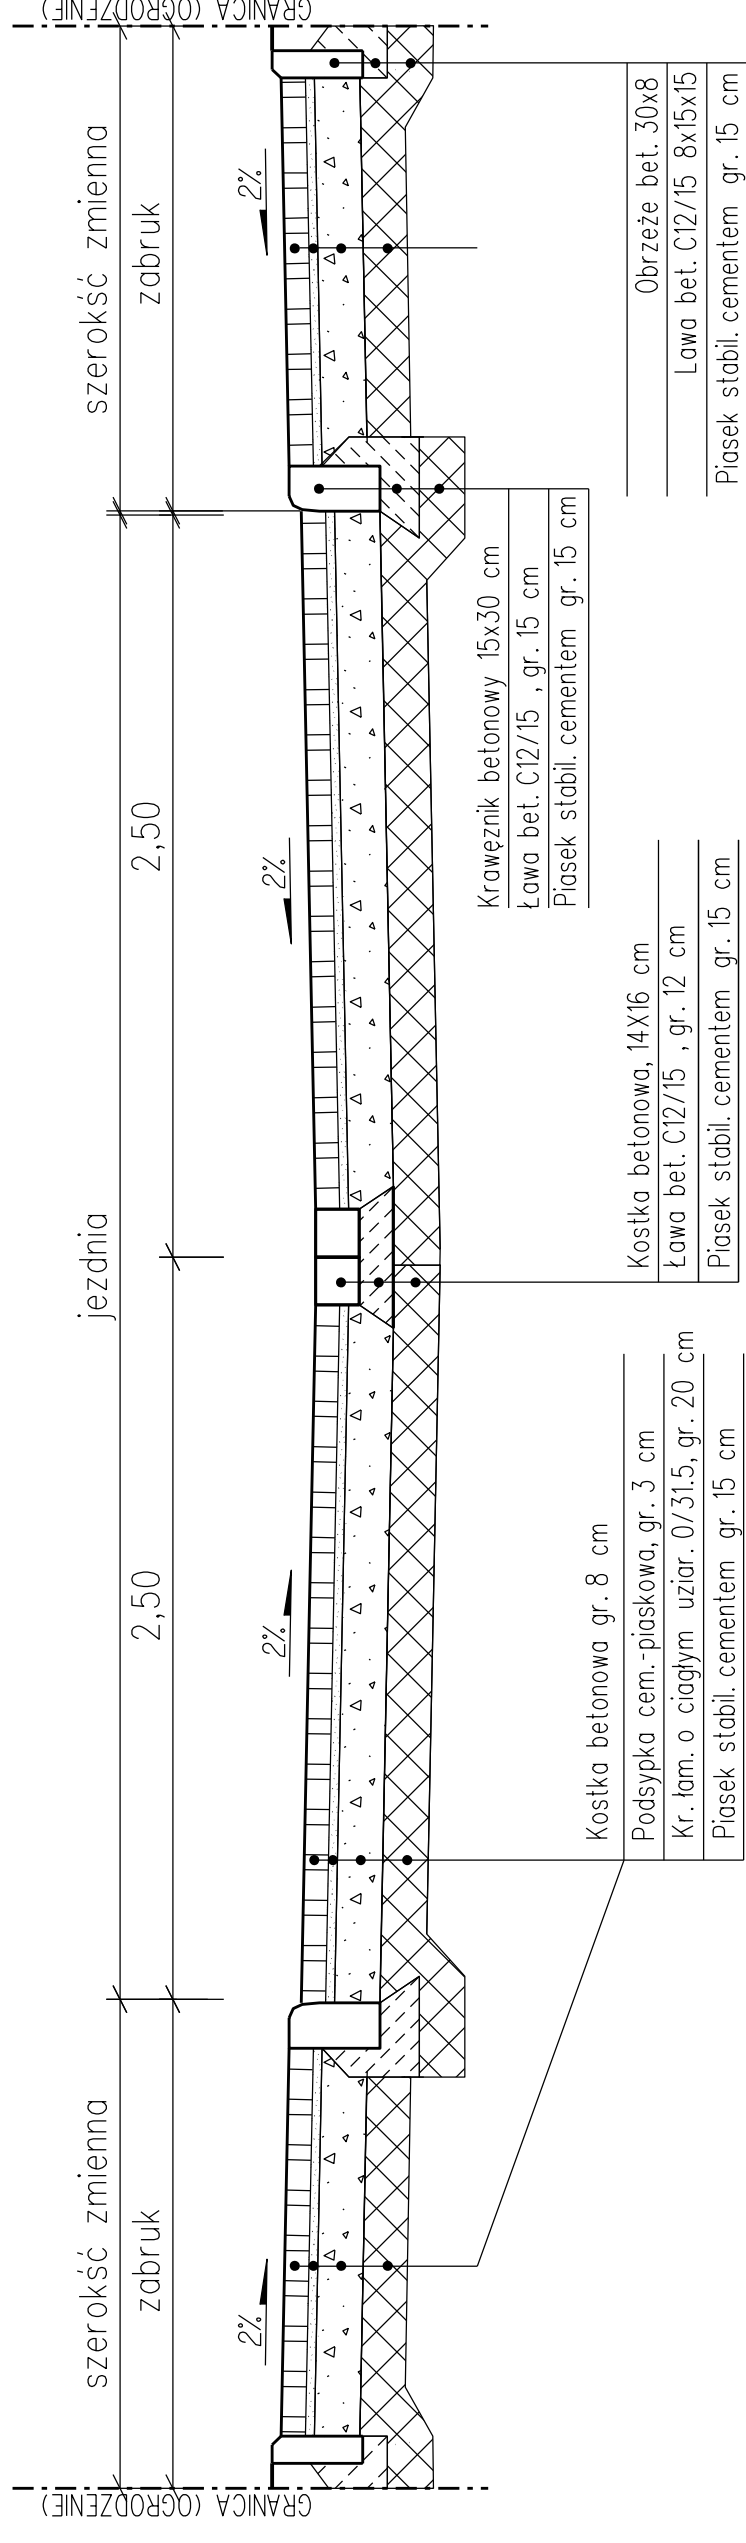 GRANICA (OGRODZENIE)
szerokść zmienna
zabruk
2%
jezdnia
2,50
2%
2,50
2%
szerokść zmienna
zabruk
2%
GRANICA (OGRODZENIE)
Kostka betonowa gr. 8 cm
Podsypka cem.-piaskowa, gr. 3 cm
Kr. łam. o ciągłym uziar. 0/31.5, gr. 20 cm
Piasek stabil. cementem gr. 15 cm
Kostka betonowa, 14X16 cm
Ława bet. C12/15 , gr. 12 cm
Piasek stabil. cementem gr. 15 cm
Krawęznik betonowy 15x30 cm
Ława bet. C12/15 , gr. 15 cm
Piasek stabil. cementem gr. 15 cm
Obrzeże bet. 30x8
Ława bet. C12/15 8x15x15
Piasek stabil. cementem gr. 15 cm